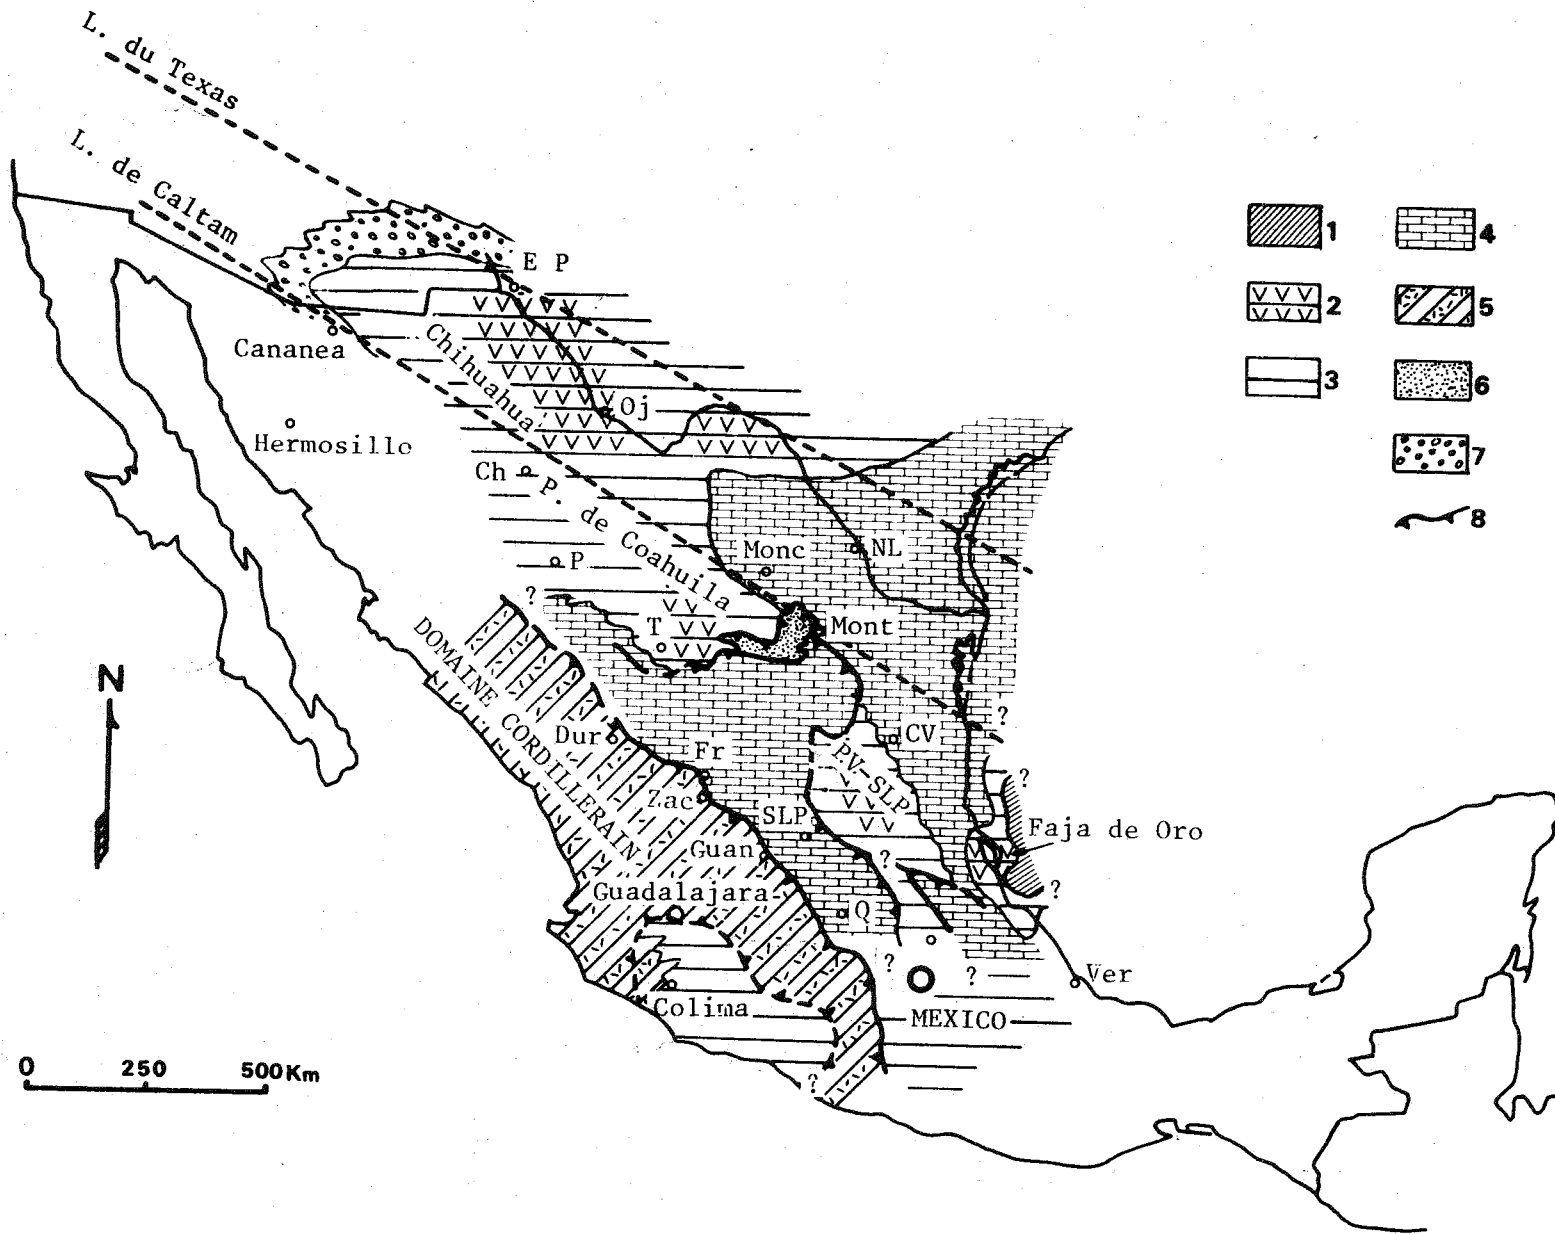 L. du Texas
L. de Caltam
E P
1
4
2
5
3
6
7
8
Cananea
Chihuahua
Oj
Hermosillo
Ch
P. de Coahuila
P
Monc
NL
?
T
Mont
N
DOMAINE CORDILLERAIN
?
Dur
Fr
CV
PV-SLP
?
Zac
SLP
Faja de Oro
Guan
?
?
Guadalajara
Q
?
?
Ver
Colima
MEXICO
?
0 250 500 Km